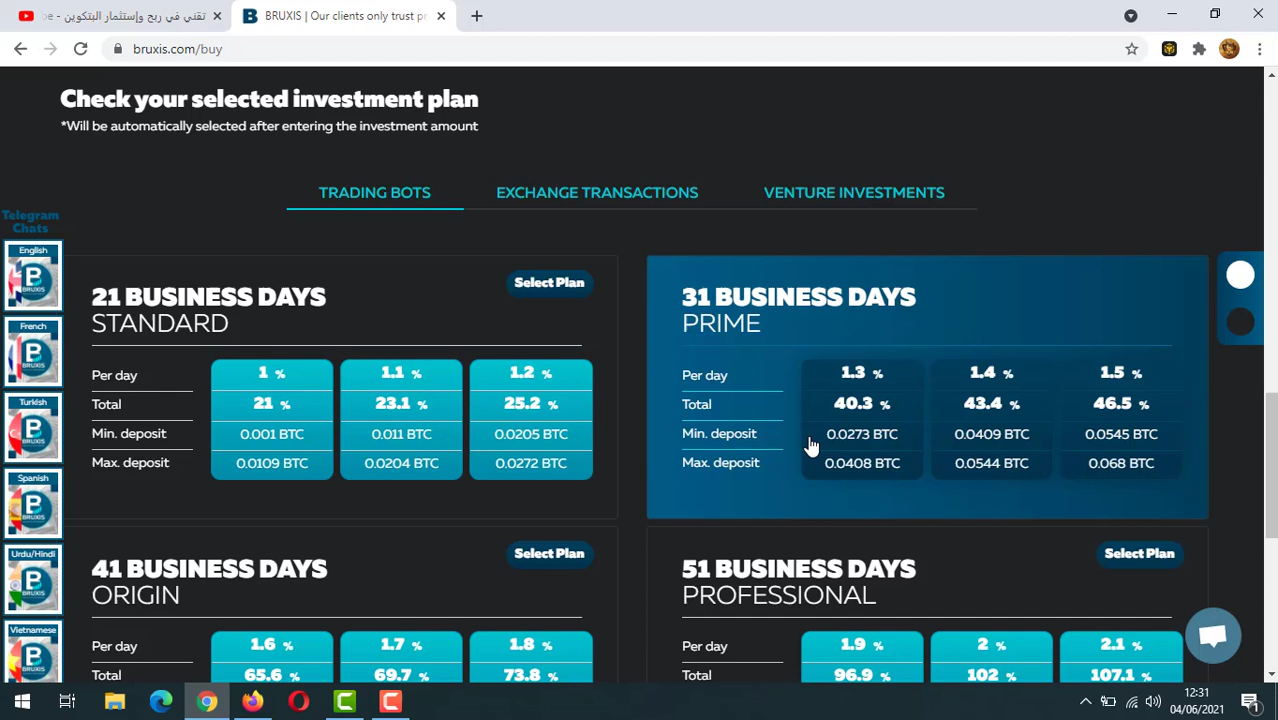 تقني في ربح وإستثمار البتكوين - be
BRUXIS | Our clients only trust pr
bruxis.com/buy
Check your selected investment plan
*Will be automatically selected after entering the investment amount
TRADING BOTS EXCHANGE TRANSACTIONS VENTURE INVESTMENTS
Telegram
Chats
English
BRUXIS
French
BRUXIS
Turkish
BRUXIS
Spanish
BRUXIS
Urdu/Hindi
BRUXIS
Vietnamese
BRUXIS
21 BUSINESS DAYS
STANDARD
Select Plan
Per day 1 % 1.1 % 1.2 %
Total 21 % 23.1 % 25.2 %
Min. deposit 0.001 BTC 0.011 BTC 0.0205 BTC
Max. deposit 0.0109 BTC 0.0204 BTC 0.0272 BTC
31 BUSINESS DAYS
PRIME
Per day 1.3 % 1.4 % 1.5 %
Total 40.3 % 43.4 % 46.5 %
Min. deposit 0.0273 BTC 0.0409 BTC 0.0545 BTC
Max. deposit 0.0408 BTC 0.0544 BTC 0.068 BTC
41 BUSINESS DAYS
ORIGIN
Select Plan
Per day 1.6 % 1.7 % 1.8 %
Total 65.6 % 69.7 % 73.8 %
51 BUSINESS DAYS
PROFESSIONAL
Select Plan
Per day 1.9 % 2 % 2.1 %
Total 96.9 % 102 % 107.1 %
12:31
04/06/2021